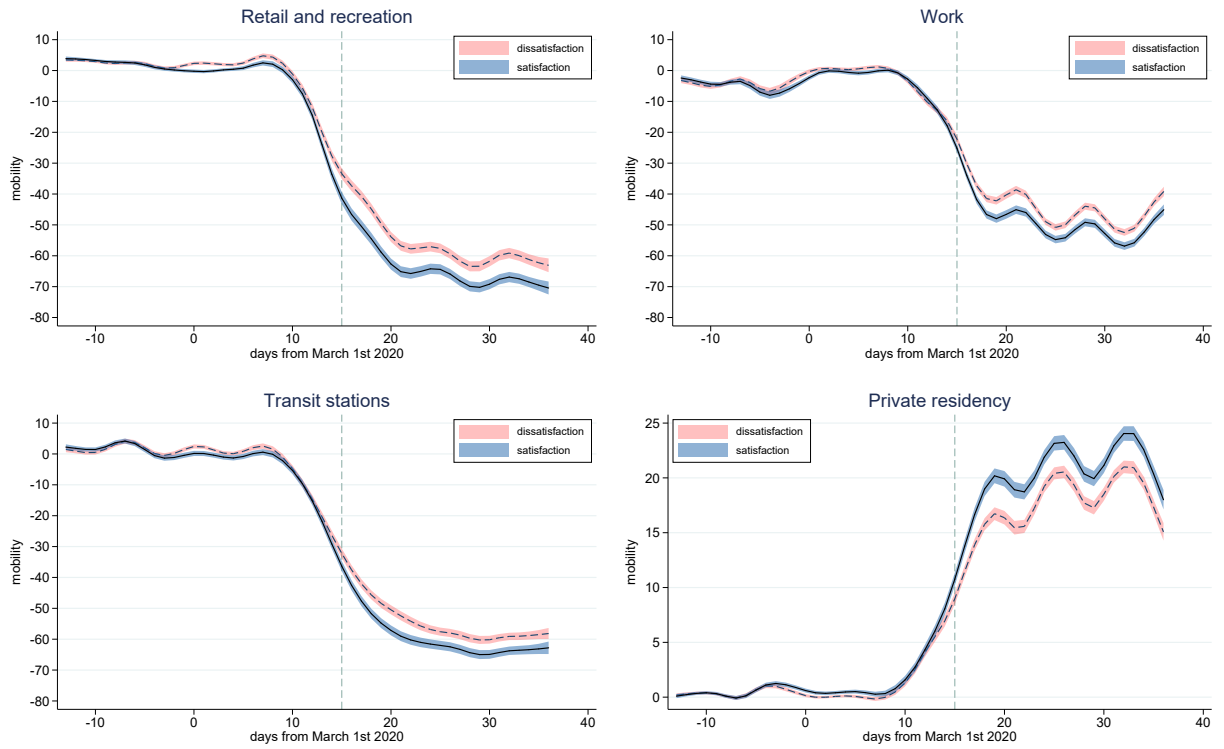 Retail and recreation
10
0
-10
-20
-30
-40
-50
-60
-70
-80
mobility
dissatisfaction
satisfaction
-10 0 10 20 30 40
days from March 1st 2020
Work
10
0
-10
-20
-30
-40
-50
-60
-70
-80
mobility
dissatisfaction
satisfaction
-10 0 10 20 30 40
days from March 1st 2020
Transit stations
10
0
-10
-20
-30
-40
-50
-60
-70
-80
mobility
dissatisfaction
satisfaction
-10 0 10 20 30 40
days from March 1st 2020
Private residency
25
20
15
10
5
0
mobility
dissatisfaction
satisfaction
-10 0 10 20 30 40
days from March 1st 2020